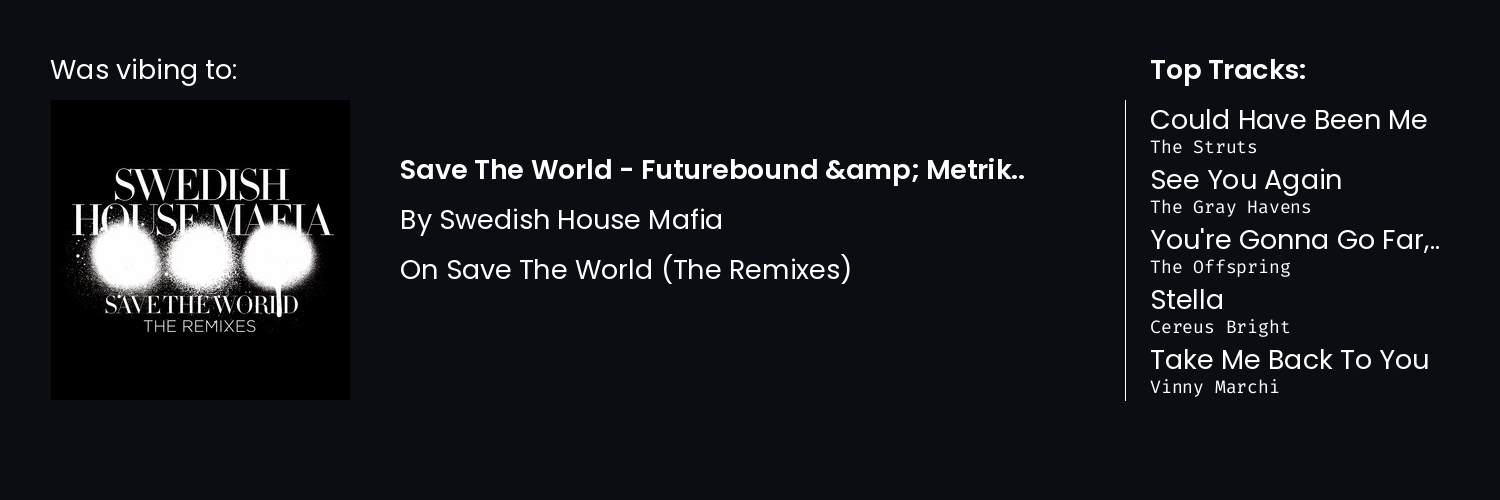 Was vibing to:
SWEDISH
HOUSE MAFIA
SAVE THE WORLD
THE REMIXES
Save The World - Futurebound &amp;amp; Metrik..
By Swedish House Mafia
On Save The World (The Remixes)
Top Tracks:
Could Have Been Me
The Struts
See You Again
The Gray Havens
You're Gonna Go Far,..
The Offspring
Stella
Cereus Bright
Take Me Back To You
Vinny Marchi